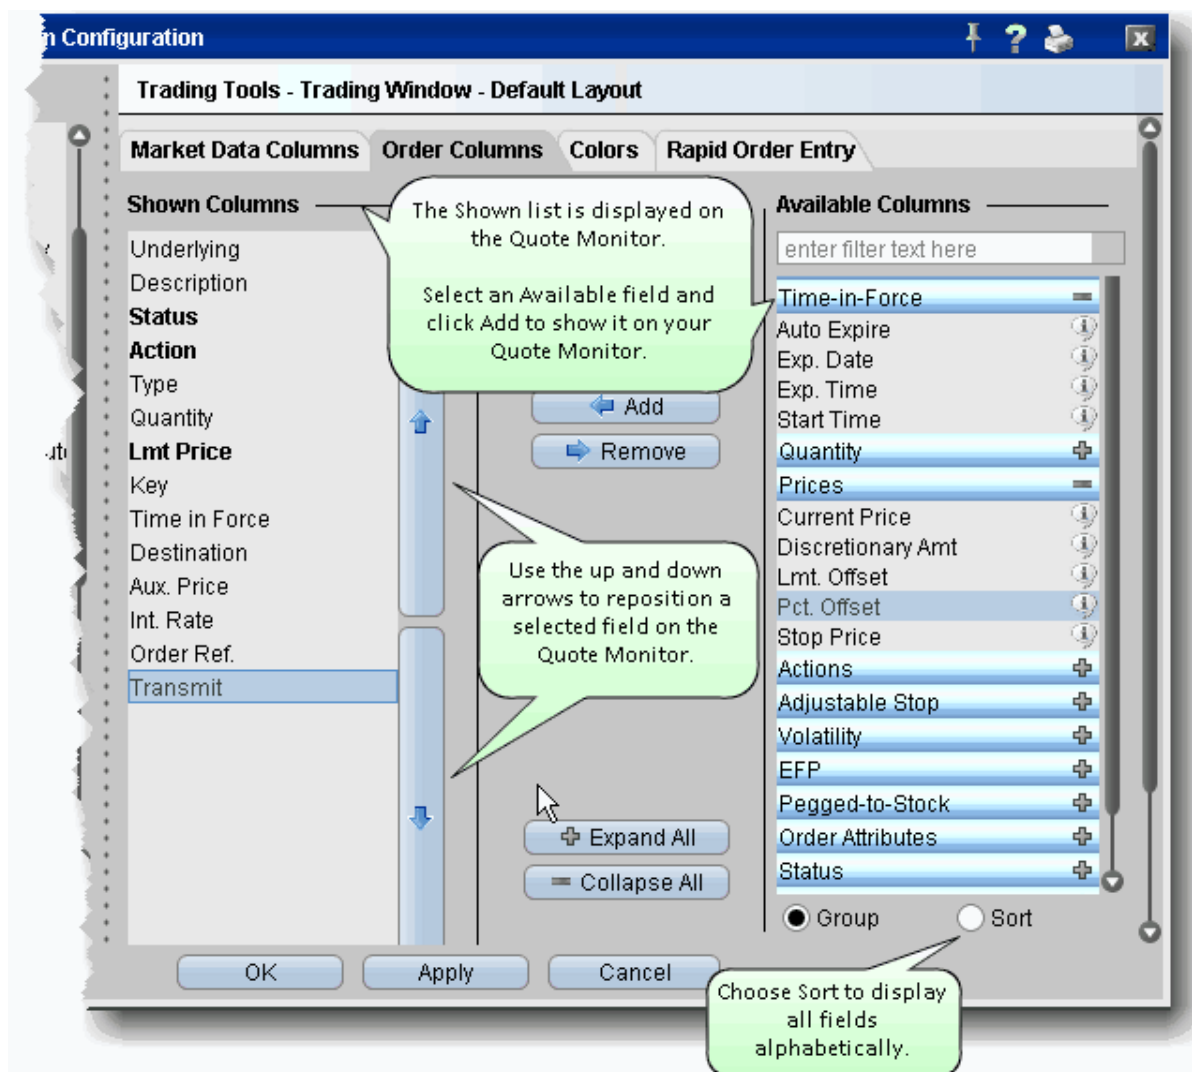 n Configuration
Trading Tools - Trading Window - Default Layout
Market Data Columns
Order Columns
Colors
Rapid Order Entry
Shown Columns
Underlying
Description
Status
Action
Type
Quantity
Lmt Price
Key
Time in Force
Destination
Aux. Price
Int. Rate
Order Ref.
Transmit
The Shown list is displayed on
the Quote Monitor.
Select an Available field and
click Add to show it on your
Quote Monitor.
Add
Remove
Use the up and down
arrows to reposition a
selected field on the
Quote Monitor.
Expand All
Collapse All
Available Columns
enter filter text here
Time-in-Force
Auto Expire
Exp. Date
Exp. Time
Start Time
Quantity
Prices
Current Price
Discretionary Amt
Lmt. Offset
Pct. Offset
Stop Price
Actions
Adjustable Stop
Volatility
EFP
Pegged-to-Stock
Order Attributes
Status
Group
Sort
OK
Apply
Cancel
Choose Sort to display
all fields
alphabetically.